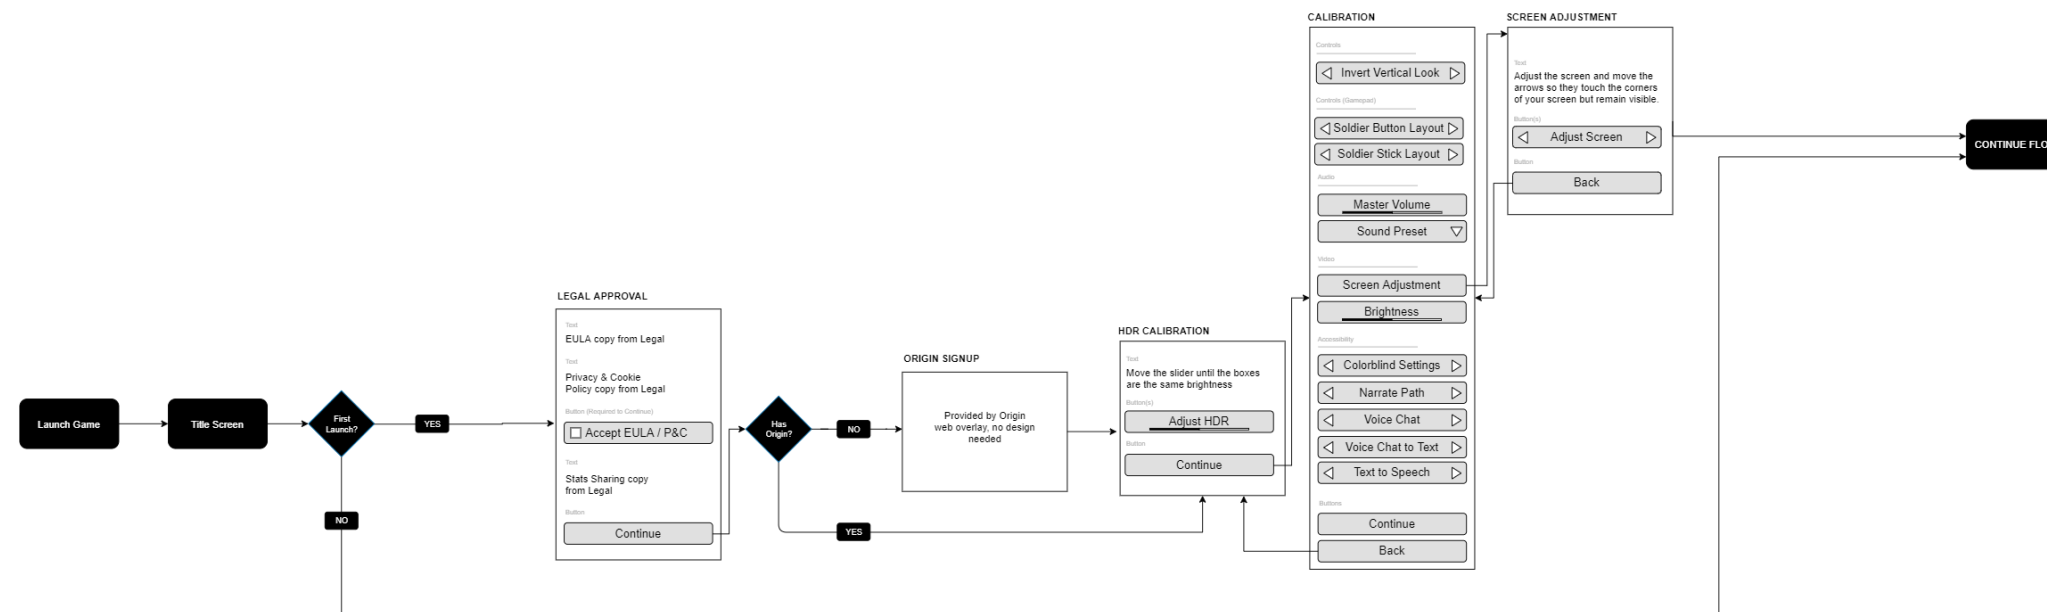 Launch Game
Title Screen
First
Launch?
YES
NO
LEGAL APPROVAL
Text
EULA copy from Legal
Text
Privacy & Cookie
Policy copy from Legal
Button (Required to Continue)
Accept EULA / P&C
Text
Stats Sharing copy
from Legal
Button
Continue
Has
Origin?
NO
YES
ORIGIN SIGNUP
Provided by Origin
web overlay, no design
needed
HDR CALIBRATION
Text
Move the slider until the boxes
are the same brightness
Button(s)
Adjust HDR
Button
Continue
CALIBRATION
Controls
Invert Vertical Look
Controls (Gamepad)
Soldier Button Layout
Soldier Stick Layout
Audio
Master Volume
Sound Preset
Video
Screen Adjustment
Brightness
Accessibility
Colorblind Settings
Narrate Path
Voice Chat
Voice Chat to Text
Text to Speech
Buttons
Continue
Back
SCREEN ADJUSTMENT
Text
Adjust the screen and move the
arrows so they touch the corners
of your screen but remain visible.
Button(s)
Adjust Screen
Button
Back
CONTINUE FLO